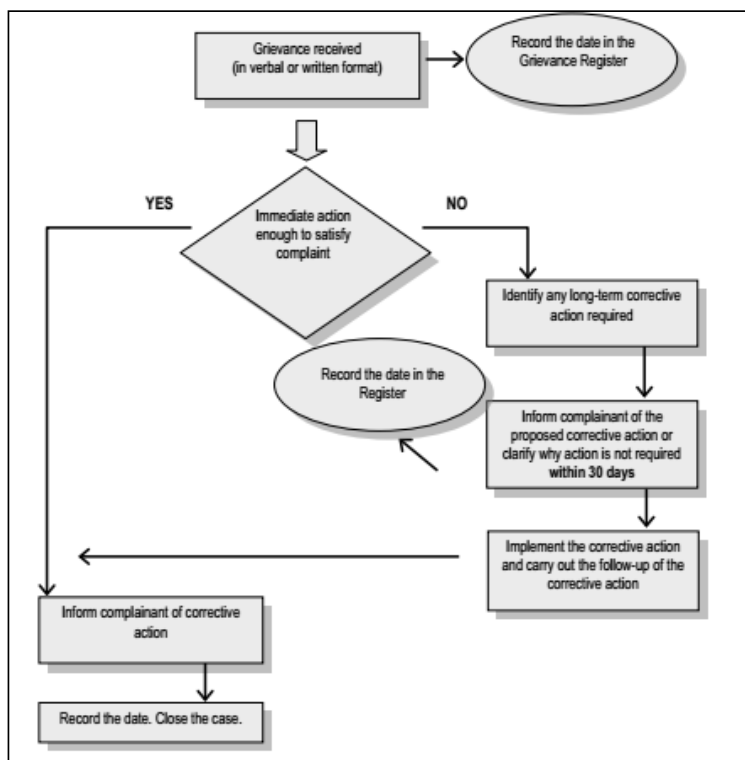 Grievance received
(in verbal or written format)
Record the date in the
Grievance Register
YES
Immediate action
enough to satisfy
complaint
NO
Identify any long-term corrective
action required
Record the date in the
Register
Inform complainant of the
proposed corrective action or
clarify why action is not required
within 30 days
Implement the corrective action
and carry out the follow-up of the
corrective action
Inform complainant of corrective
action
Record the date. Close the case.